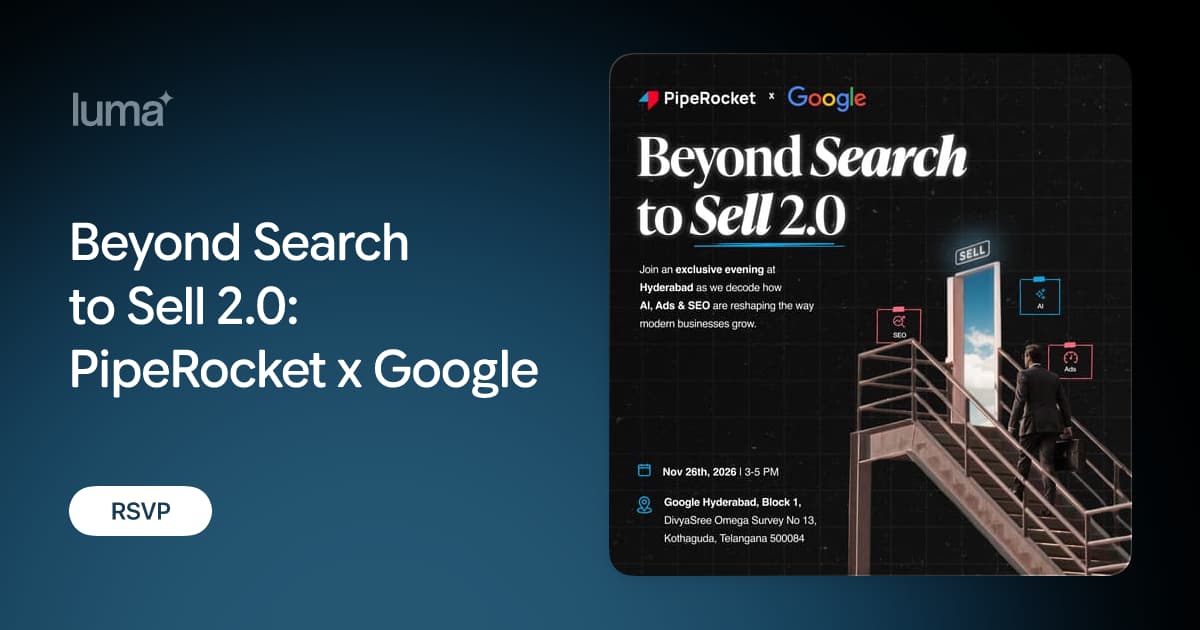 luma
Beyond Search
to Sell 2.0:
PipeRocket x Google
RSVP
PipeRocket x Google
Beyond Search
to Sell 2.0
Join an exclusive evening at
Hyderabad as we decode how
AI, Ads & SEO are reshaping the way
modern businesses grow.
SELL
AI
SEO
Ads
Nov 26th, 2026 | 3-5 PM
Google Hyderabad, Block 1,
DivyaSree Omega Survey No 13,
Kothaguda, Telangana 500084